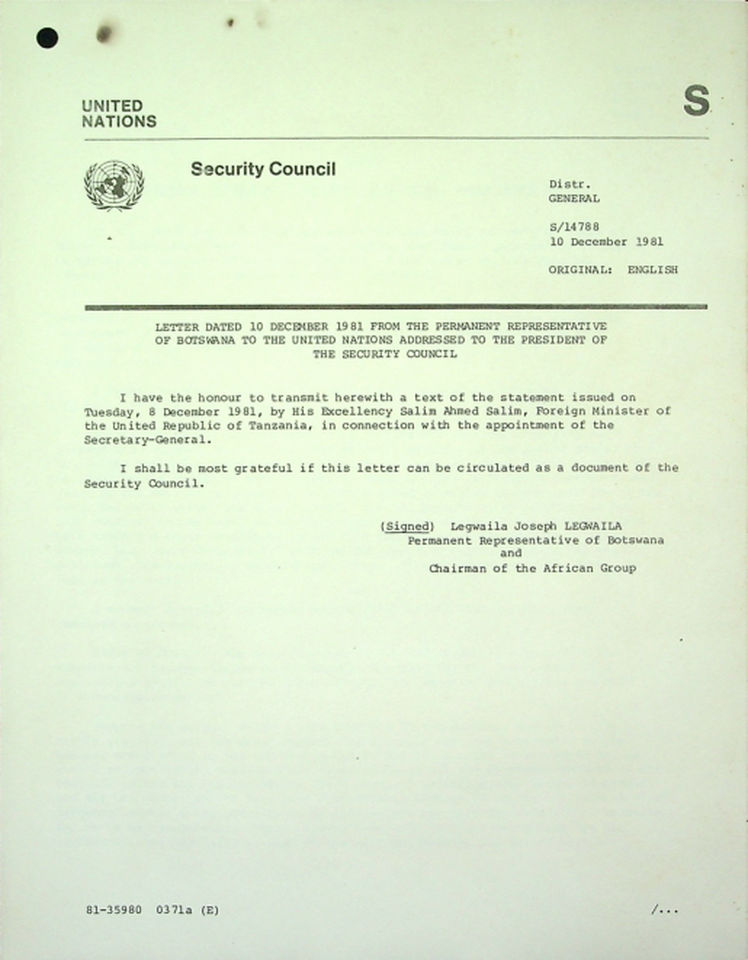 UNITED
NATIONS
S
Security Council
Distr.
GENERAL
S/14788
10 December 1981
ORIGINAL: ENGLISH
LETTER DATED 10 DECEMBER 1981 FROM THE PERMANENT REPRESENTATIVE
OF BOTSWANA TO THE UNITED NATIONS ADDRESSED TO THE PRESIDENT OF
THE SECURITY COUNCIL
I have the honour to transmit herewith a text of the statement issued on
Tuesday, 8 December 1981, by His Excellency Salim Ahmed Salim, Foreign Minister of
the United Republic of Tanzania, in connection with the appointment of the
Secretary-General.
I shall be most grateful if this letter can be circulated as a document of the
Security Council.
(Signed) Legwaila Joseph LEGWAILA
Permanent Representative of Botswana
and
Chairman of the African Group
81-35980 0371a (E)
/...